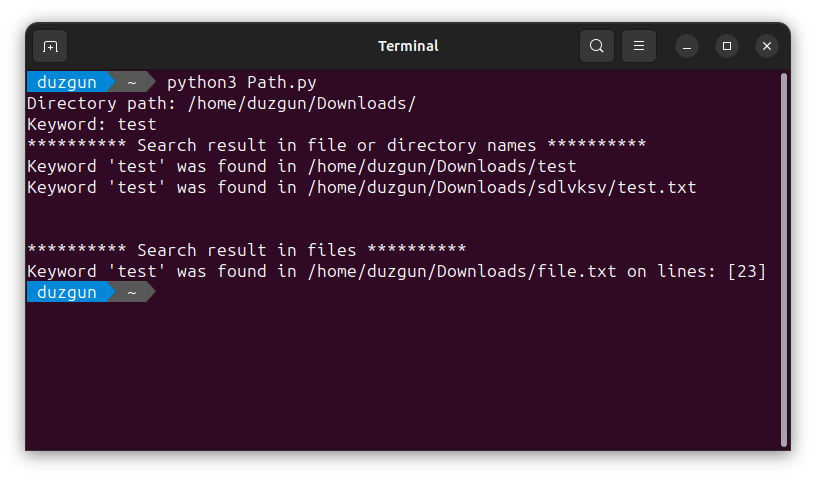 Terminal
duzgun ~ python3 Path.py
Directory path: /home/duzgun/Downloads/
Keyword: test
********** Search result in file or directory names **********
Keyword 'test' was found in /home/duzgun/Downloads/test
Keyword 'test' was found in /home/duzgun/Downloads/sdlvksv/test.txt
********** Search result in files **********
Keyword 'test' was found in /home/duzgun/Downloads/file.txt on lines: [23]
duzgun ~